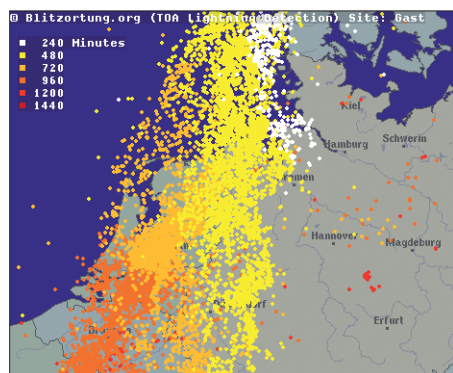 © Blitzortung.org (TOA Lightning Detection) Site: Gast
240 Minutes
480
720
960
1200
1440
Kiel
Hamburg
Schwerin
Hannover
Magdeburg
Erfurt